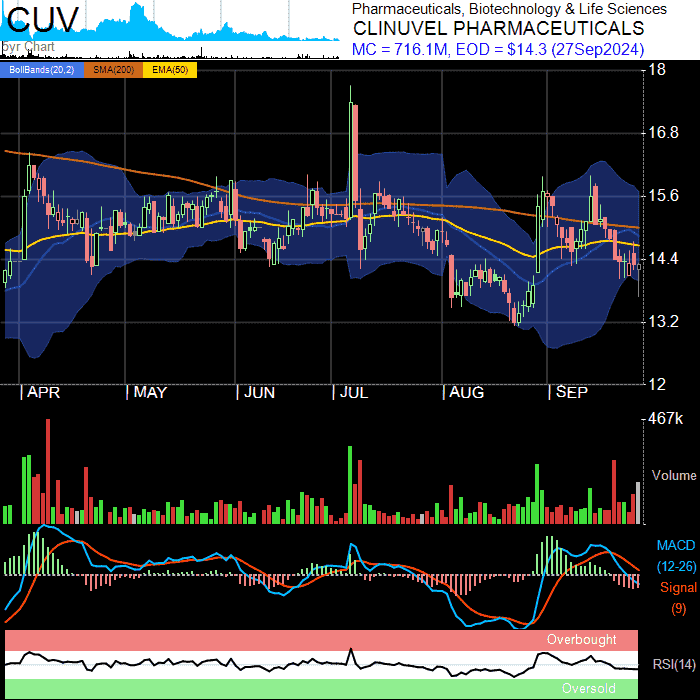 CUV
5yr Chart
Pharmaceuticals, Biotechnology & Life Sciences
CLINUVEL PHARMACEUTICALS
MC = 716.1M, EOD = $14.3 (27Sep2024)
BollBands(20,2) SMA(200) EMA(50)
18
16.8
15.6
14.4
13.2
12
APR MAY JUN JUL AUG SEP
467k
Volume
MACD
(12-26)
Signal
(9)
Overbought
RSI(14)
Oversold